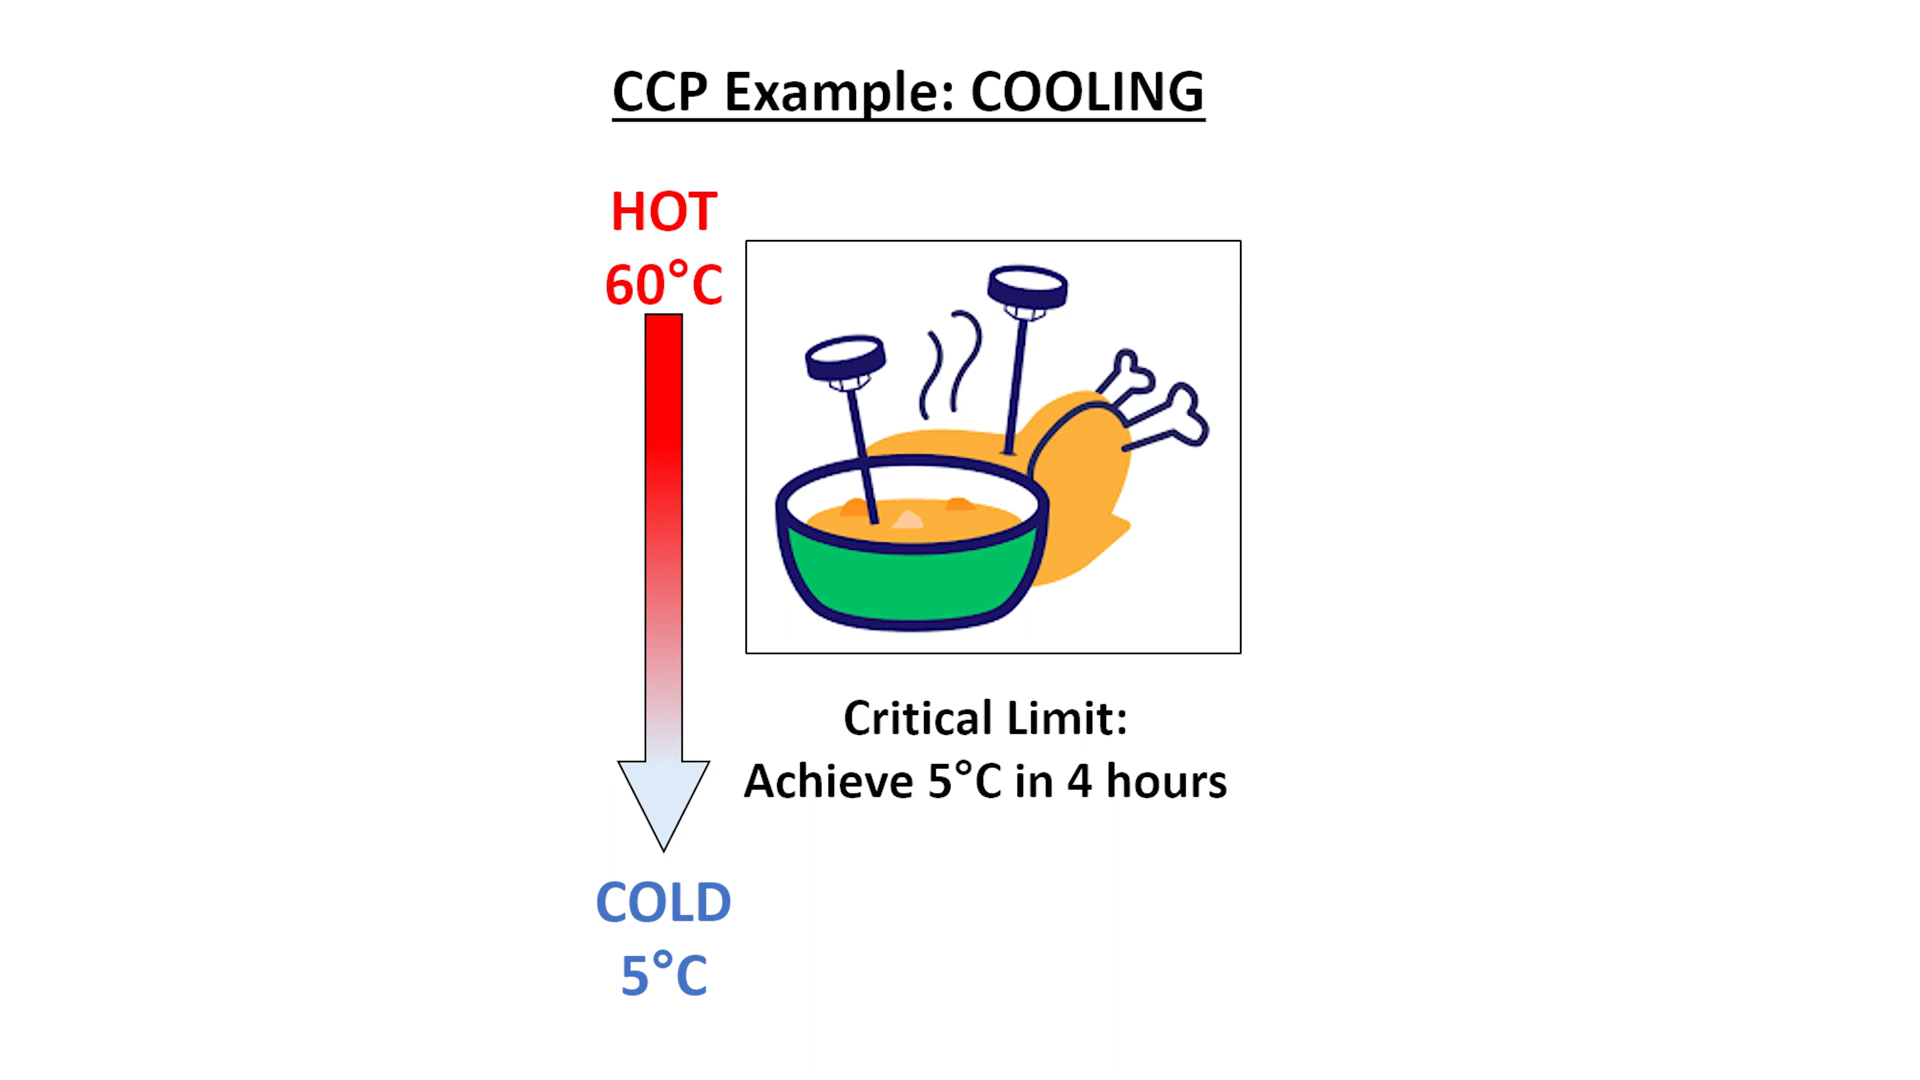 CCP Example: COOLING
HOT
60°C
Critical Limit:
Achieve 5°C in 4 hours
COLD
5°C